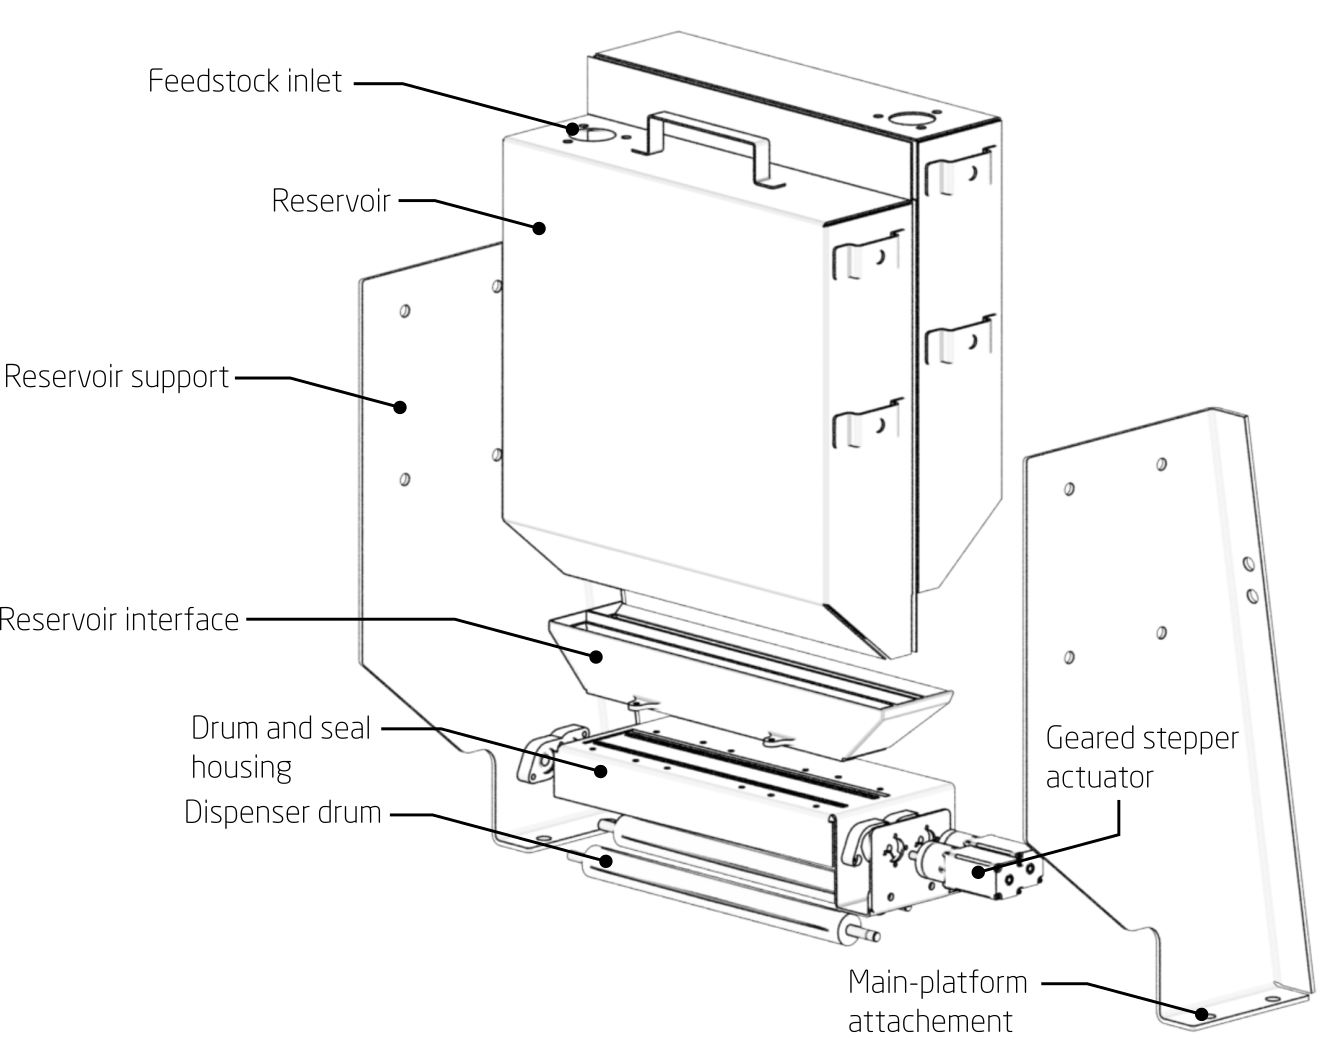 Feedstock inlet
Reservoir
Reservoir support
Reservoir interface
Drum and seal
housing
Dispenser drum
Geared stepper
actuator
Main-platform
attachement